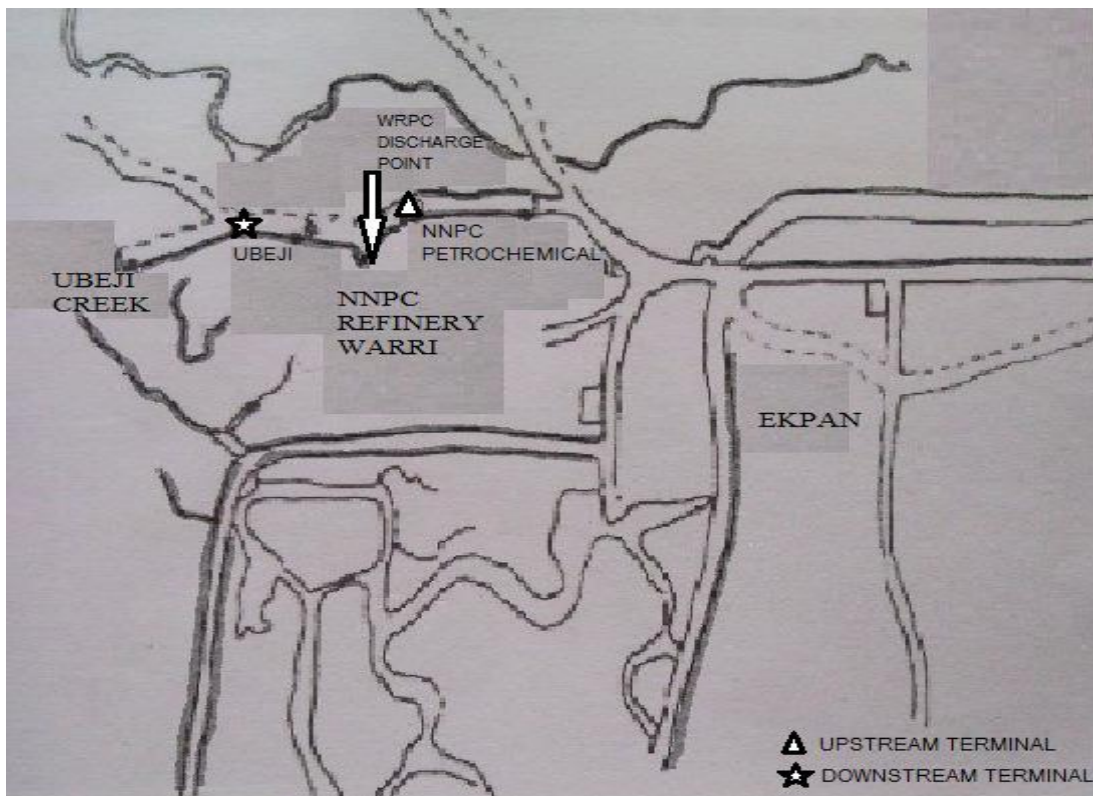 WRPC
DISCHARGE
POINT
NNPC
PETROCHEMICAL
UBEJI
UBEJI
CREEK
NNPC
REFINERY
WARRI
EKPAN
UPSTREAM TERMINAL
DOWNSTREAM TERMINAL